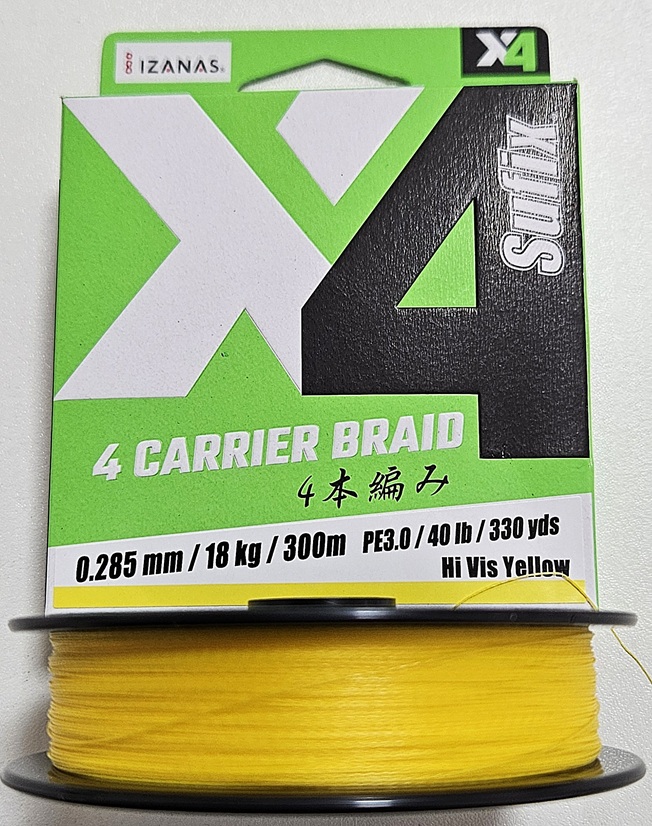 IZANAS®
X4
X4
Sufix
4 CARRIER BRAID
4本編み
0.285 mm / 18 kg / 300m PE3.0 / 40 lb / 330 yds
Hi Vis Yellow